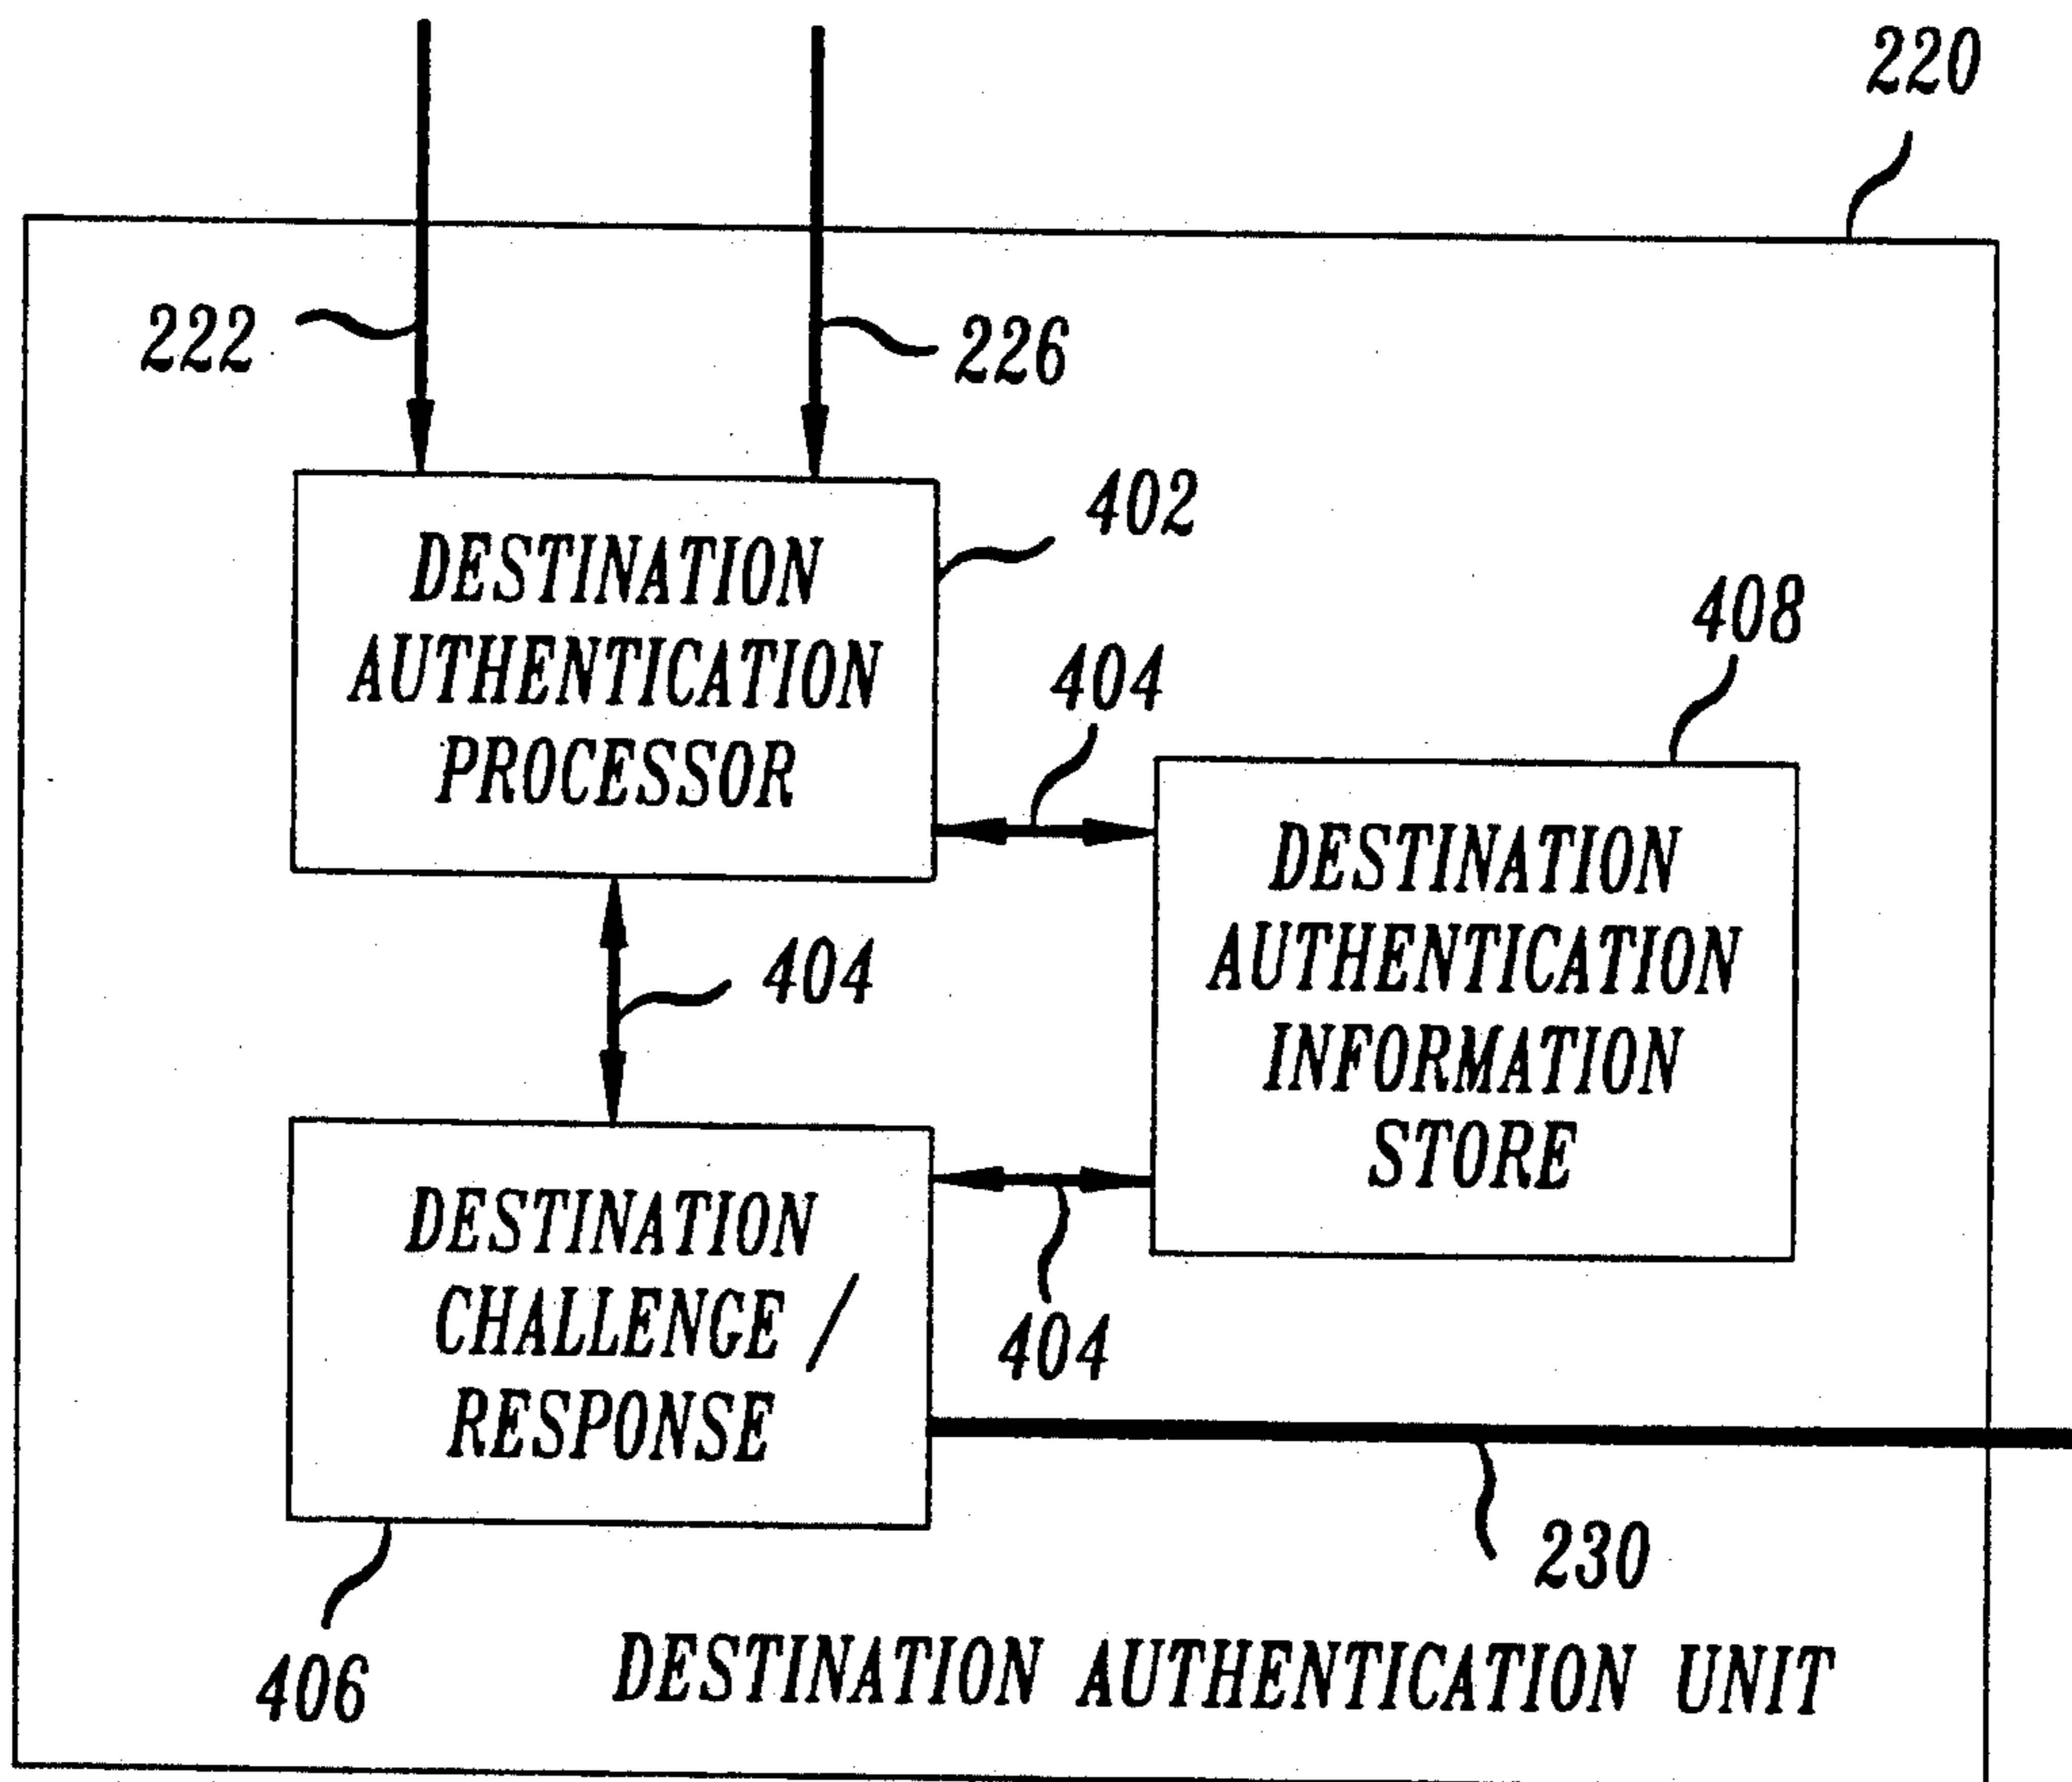 220
222
226
DESTINATION
AUTHENTICATION
PROCESSOR
402
404
408
DESTINATION
AUTHENTICATION
INFORMATION
STORE
404
DESTINATION
CHALLENGE /
RESPONSE
404
230
406
DESTINATION AUTHENTICATION UNIT